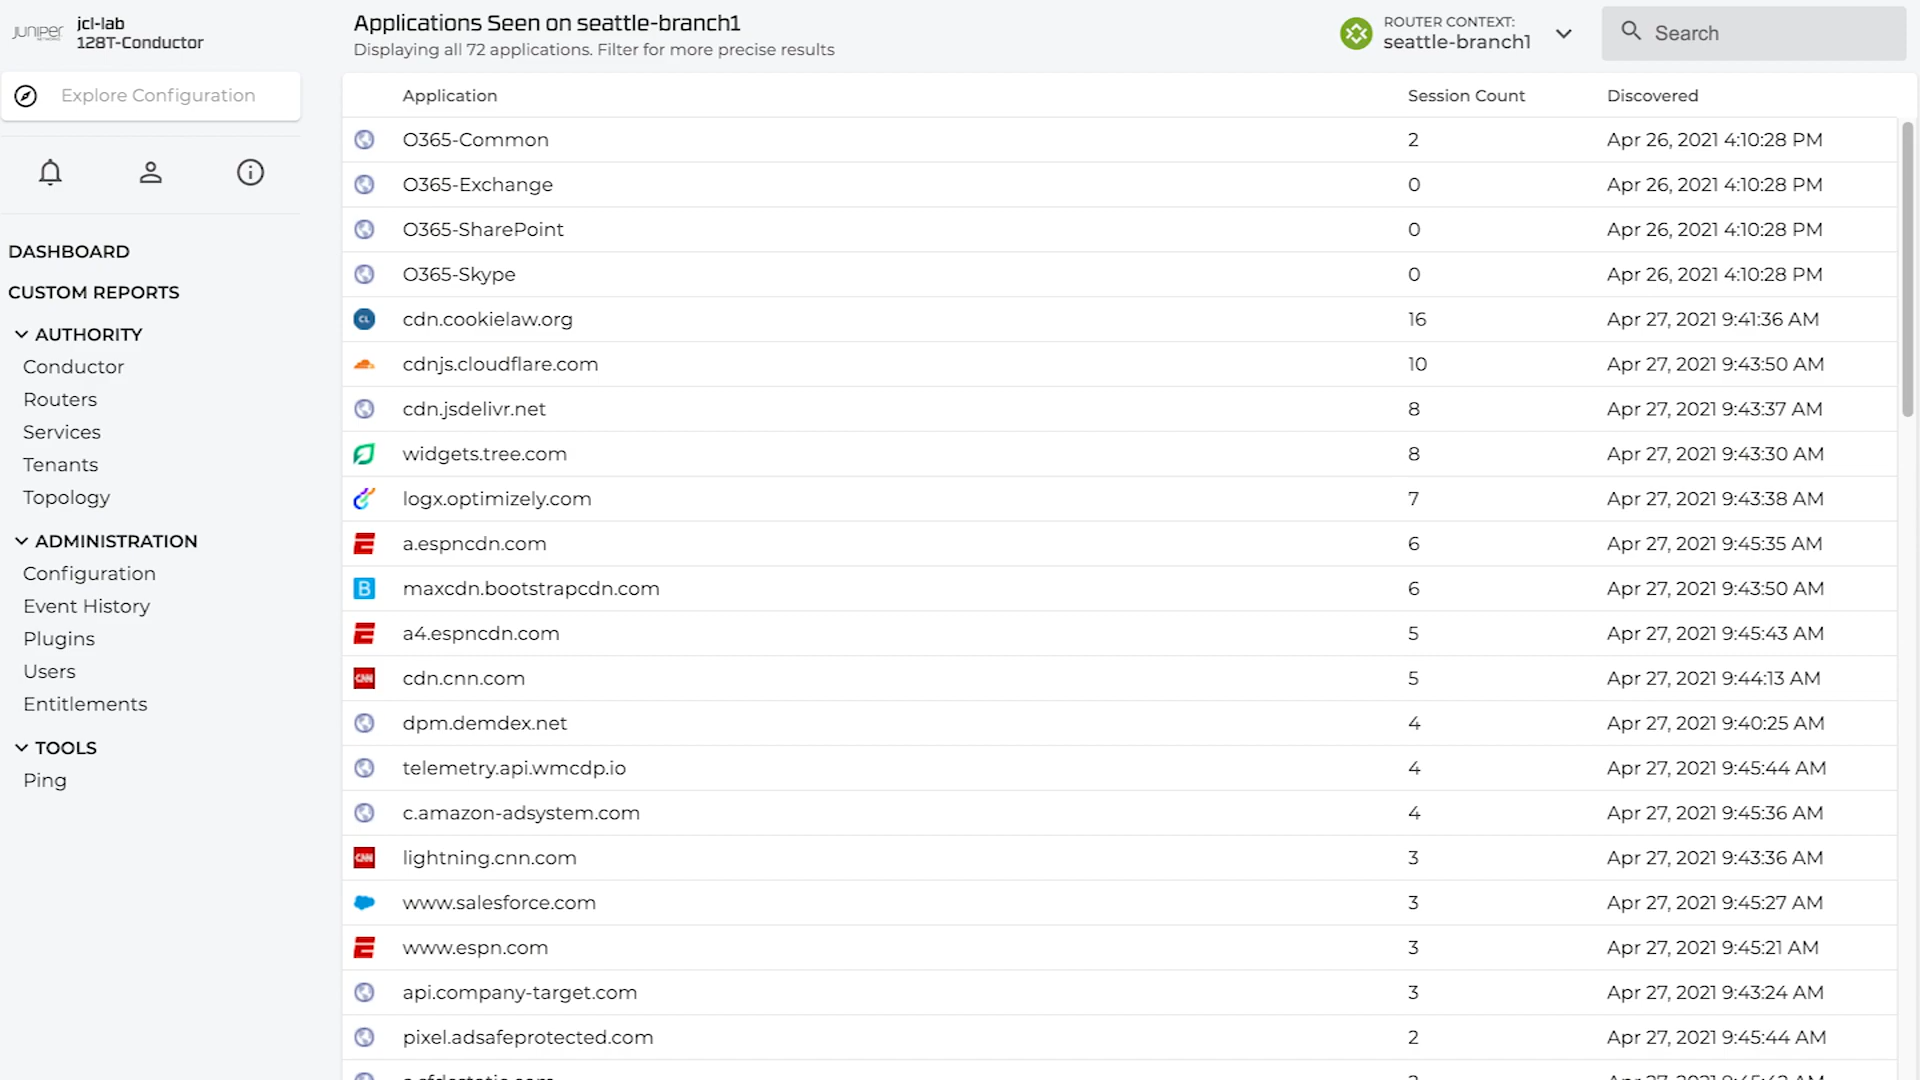 JUNIPER
jcl-lab
128T-Conductor
Applications Seen on seattle-branch1
Displaying all 72 applications. Filter for more precise results
ROUTER CONTEXT:
seattle-branch1
Search
Explore Configuration
DASHBOARD
CUSTOM REPORTS
AUTHORITY
Conductor
Routers
Services
Tenants
Topology
ADMINISTRATION
Configuration
Event History
Plugins
Users
Entitlements
TOOLS
Ping
Application Session Count Discovered
O365-Common 2 Apr 26, 2021 4:10:28 PM
O365-Exchange 0 Apr 26, 2021 4:10:28 PM
O365-SharePoint 0 Apr 26, 2021 4:10:28 PM
O365-Skype 0 Apr 26, 2021 4:10:28 PM
CL cdn.cookielaw.org 16 Apr 27, 2021 9:41:36 AM
cdnjs.cloudflare.com 10 Apr 27, 2021 9:43:50 AM
cdn.jsdelivr.net 8 Apr 27, 2021 9:43:37 AM
widgets.tree.com 8 Apr 27, 2021 9:43:30 AM
logx.optimizely.com 7 Apr 27, 2021 9:43:38 AM
a.espncdn.com 6 Apr 27, 2021 9:45:35 AM
B maxcdn.bootstrapcdn.com 6 Apr 27, 2021 9:43:50 AM
a4.espncdn.com 5 Apr 27, 2021 9:45:43 AM
CNN cdn.cnn.com 5 Apr 27, 2021 9:44:13 AM
dpm.demdex.net 4 Apr 27, 2021 9:40:25 AM
telemetry.api.wmcdp.io 4 Apr 27, 2021 9:45:44 AM
c.amazon-adsystem.com 4 Apr 27, 2021 9:45:36 AM
CNN lightning.cnn.com 3 Apr 27, 2021 9:43:36 AM
www.salesforce.com 3 Apr 27, 2021 9:45:27 AM
www.espn.com 3 Apr 27, 2021 9:45:21 AM
api.company-target.com 3 Apr 27, 2021 9:43:24 AM
pixel.adsafeprotected.com 2 Apr 27, 2021 9:45:44 AM